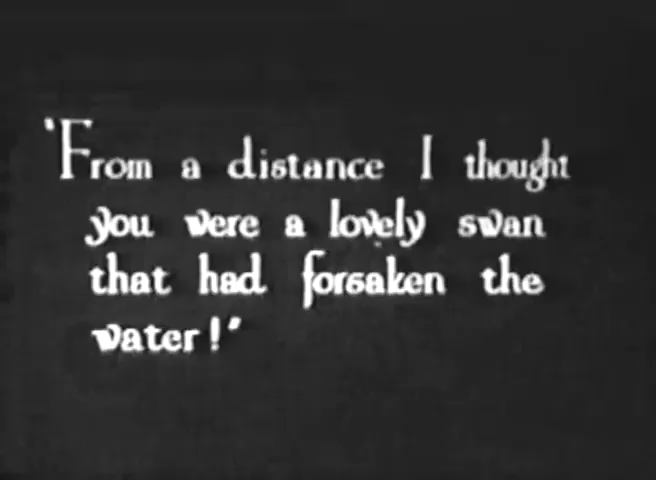 'From a distance I thought
you were a lovely swan
that had forsaken the
water!"